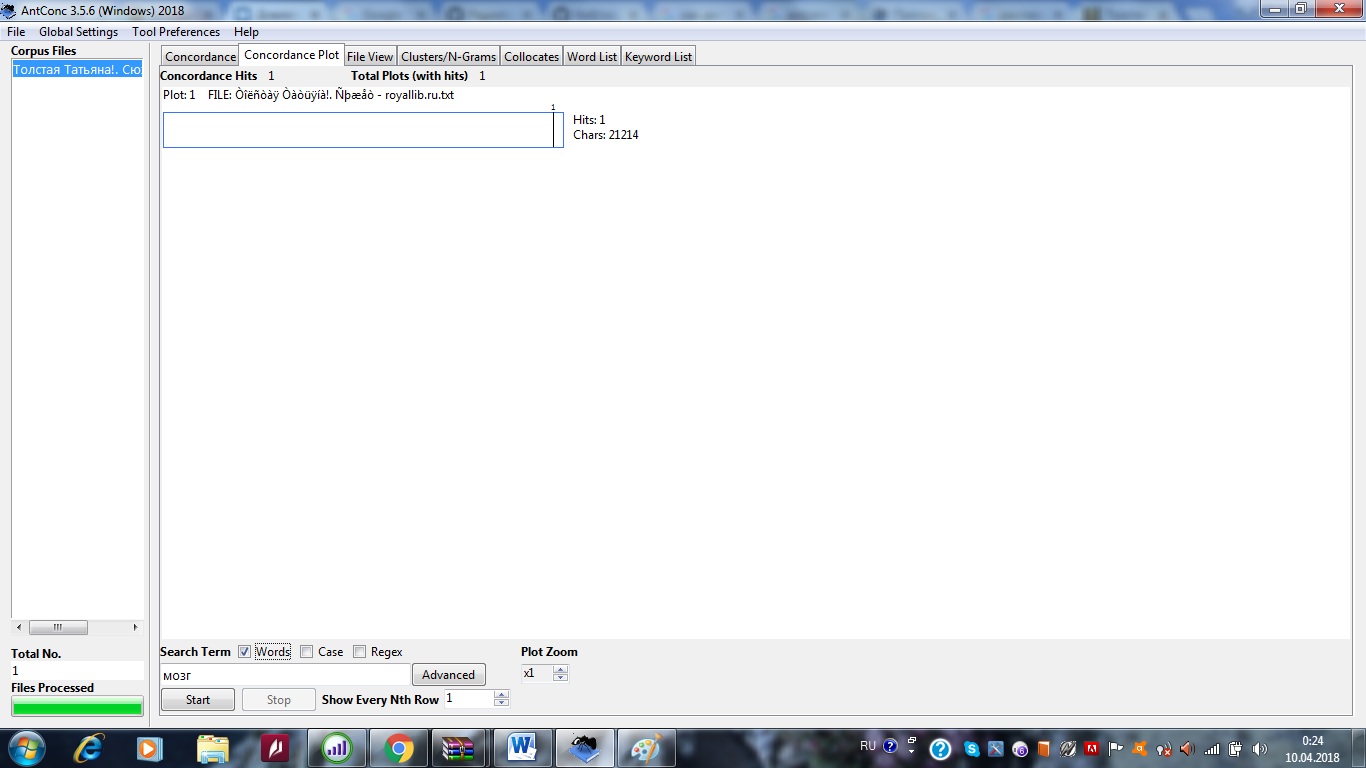 AntConc 3.5.6 (Windows) 2018
File Global Settings Tool Preferences Help
Corpus Files
Толстая Татьяна!. Сю
Total No.
1
Files Processed
Concordance Concordance Plot File View Clusters/N-Grams Collocates Word List Keyword List
Concordance Hits 1 Total Plots (with hits) 1
Plot: 1 FILE: Òîëñòàÿ Òàòüÿíà!. Ñþæåò - royallib.ru.txt
1
Hits: 1
Chars: 21214
Search Term Words Case Regex Plot Zoom
мозг Advanced x1
Start Stop Show Every Nth Row 1
RU 0:24
10.04.2018